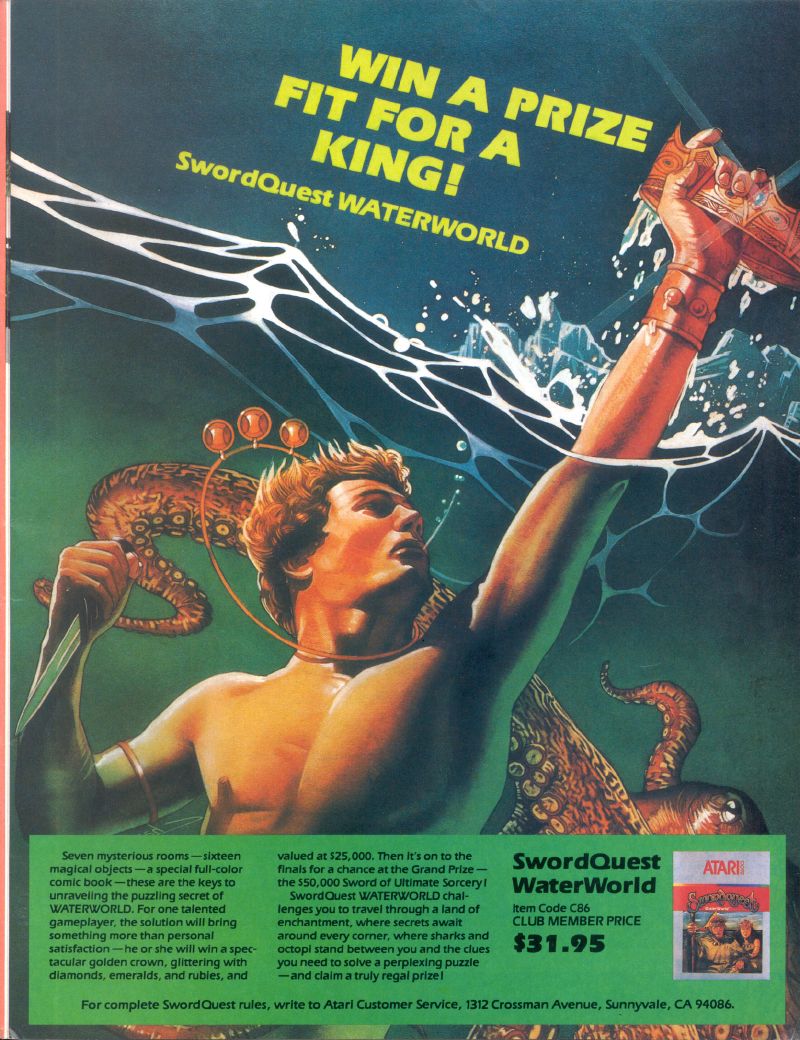 WIN A PRIZE
FIT FOR A
KING!
SwordQuest WATERWORLD
Seven mysterious rooms — sixteen
magical objects — a special full-color
comic book — these are the keys to
unraveling the puzzling secret of
WATERWORLD. For one talented
gameplayer, the solution will bring
something more than personal
satisfaction — he or she will win a spec-
tacular golden crown, glittering with
diamonds, emeralds, and rubies, and
valued at $25,000. Then it's on to the
finals for a chance at the Grand Prize —
the $50,000 Sword of Ultimate Sorcery!
SwordQuest WATERWORLD chal-
lenges you to travel through a land of
enchantment, where secrets await
around every corner, where sharks and
octopi stand between you and the clues
you need to solve a perplexing puzzle
— and claim a truly regal prize!
SwordQuest
WaterWorld
Item Code C86
CLUB MEMBER PRICE
$31.95
ATARI
Swordquest
WaterWorld
For complete SwordQuest rules, write to Atari Customer Service, 1312 Crossman Avenue, Sunnyvale, CA 94086.